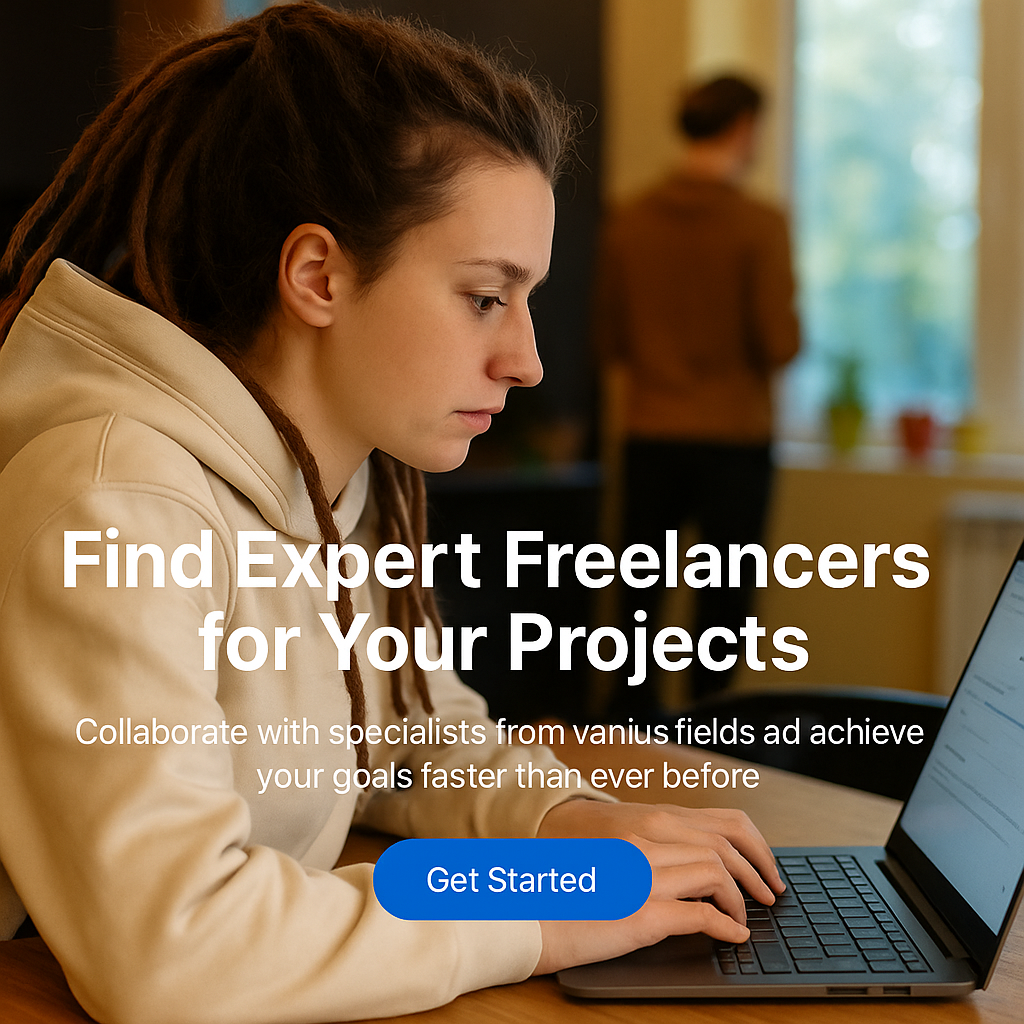 Find Expert Freelancers
for Your Projects
Collaborate with specialists from vanius fields ad achieve
your goals faster than ever before
Get Started